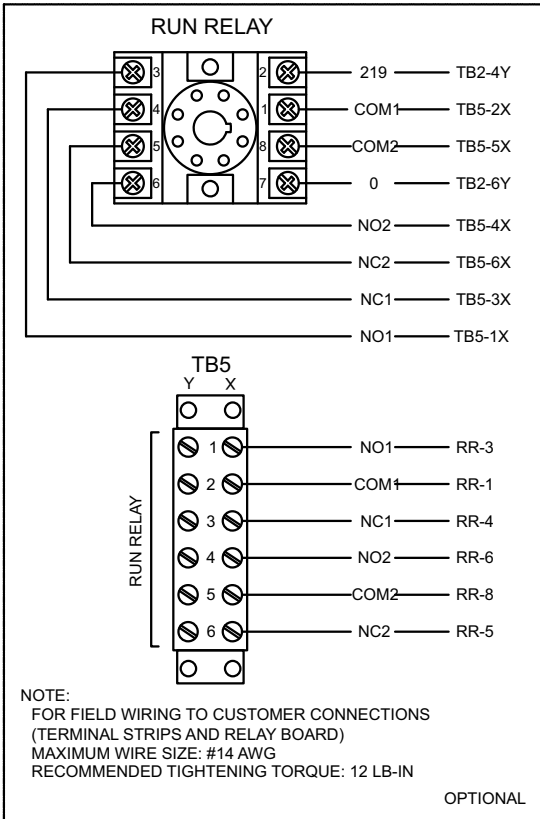 RUN RELAY
3 2 219 TB2-4Y
4 1 COM1 TB5-2X
5 8 COM2 TB5-5X
6 7 0 TB2-6Y
NO2 TB5-4X
NC2 TB5-6X
NC1 TB5-3X
NO1 TB5-1X
TB5
Y X
RUN RELAY
1 NO1 RR-3
2 COM1 RR-1
3 NC1 RR-4
4 NO2 RR-6
5 COM2 RR-8
6 NC2 RR-5
NOTE:
FOR FIELD WIRING TO CUSTOMER CONNECTIONS
(TERMINAL STRIPS AND RELAY BOARD)
MAXIMUM WIRE SIZE: #14 AWG
RECOMMENDED TIGHTENING TORQUE: 12 LB-IN
OPTIONAL